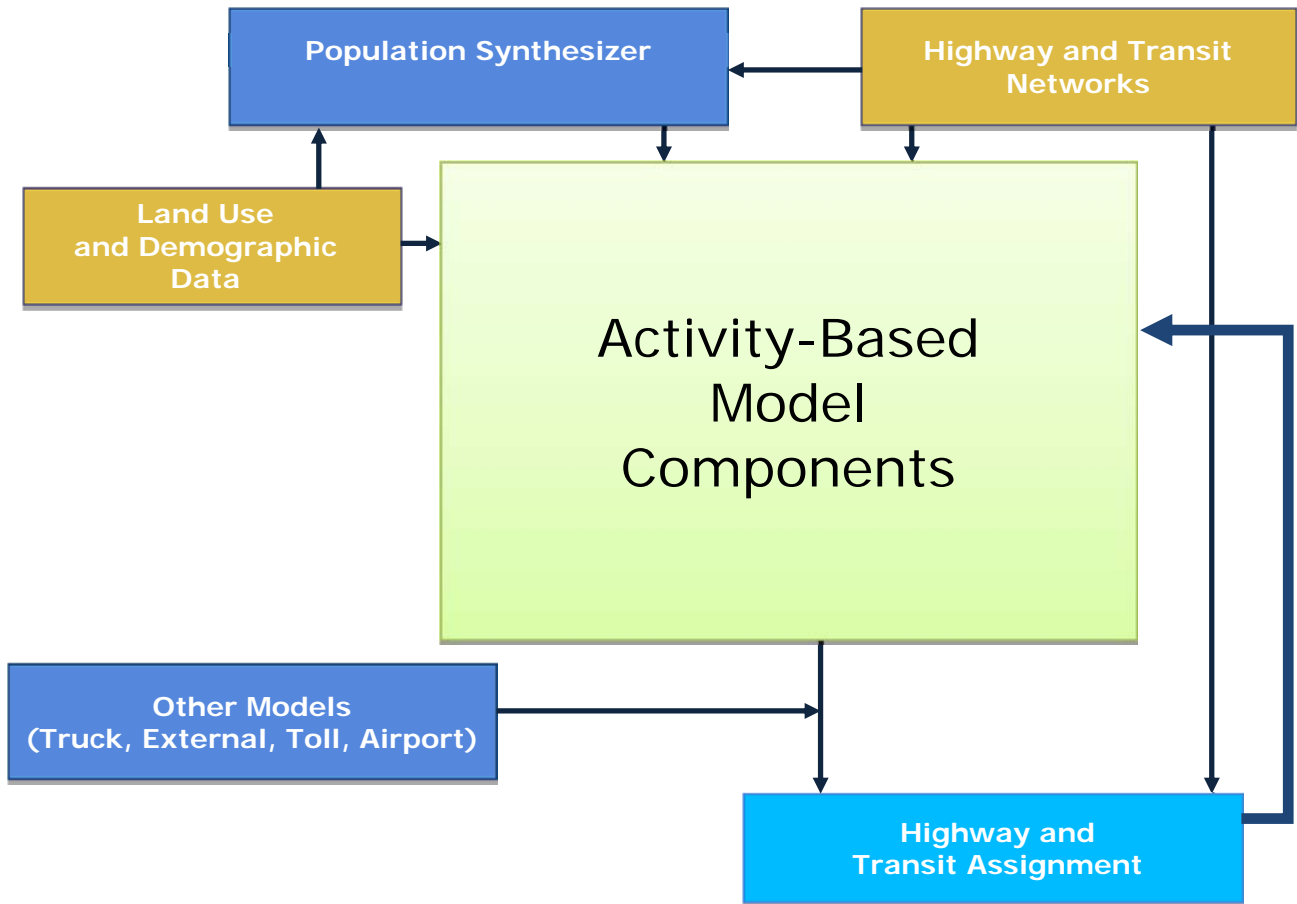 Population Synthesizer
Highway and Transit
Networks
Land Use
and Demographic
Data
Activity-Based
Model
Components
Other Models
(Truck, External, Toll, Airport)
Highway and
Transit Assignment